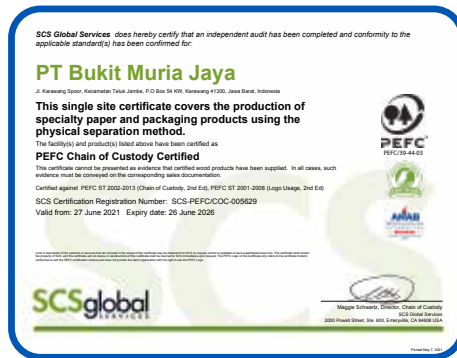 SCS Global Services does hereby certify that an independent audit has been completed and conformity to the
applicable standard(s) has been confirmed for:
PT Bukit Muria Jaya
Jl. Karawang Spoor, Kecamatan Teluk Jambe, P.O Box 54 KW, Karawang 41300, Jawa Barat, Indonesia
This single site certificate covers the production of
specialty paper and packaging products using the
physical separation method.
The facility(s) and product(s) listed above have been certified as
PEFC Chain of Custody Certified
This certificate cannot be presented as evidence that certified wood products have been supplied. In all cases, such
evidence must be conveyed on the corresponding sales documentation.
Certified against: PEFC ST 2002-2013 (Chain of Custody, 2nd Ed), PEFC ST 2001-2008 (Logo Usage, 2nd Ed)
SCS Certification Registration Number: SCS-PEFC/COC-005629
Valid from: 27 June 2021 Expiry date: 26 June 2026
PEFC
PEFC/39-44-03
ANAB
SCSglobal
SERVICES
Maggie Schwartz, Director, Chain of Custody
SCS Global Services
2000 Powell Street, Ste. 600, Emeryville, CA 94608 USA
Printed May 7, 2021